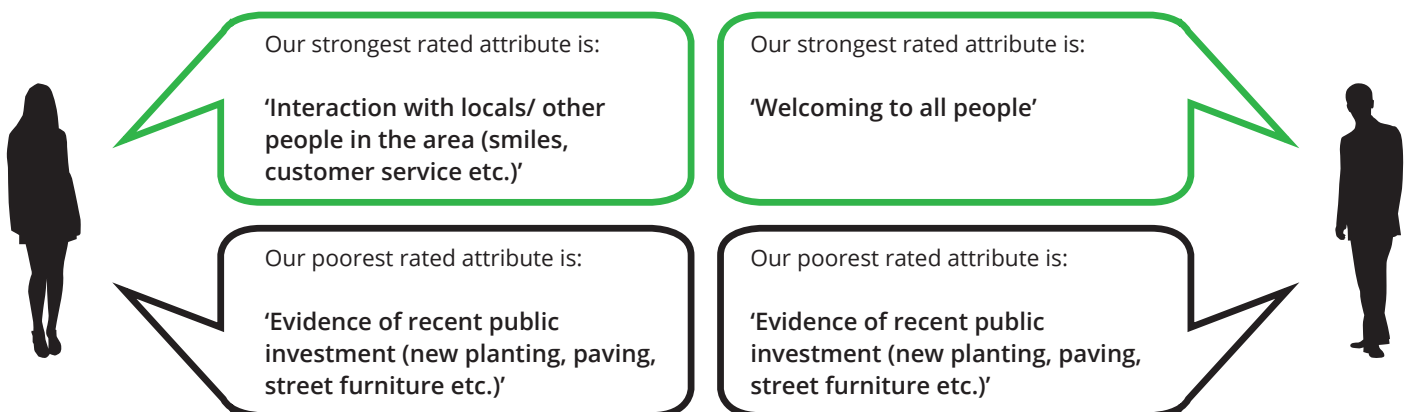 Our strongest rated attribute is:
‘Interaction with locals/ other
people in the area (smiles,
customer service etc.)’
Our strongest rated attribute is:
‘Welcoming to all people’
Our poorest rated attribute is:
‘Evidence of recent public
investment (new planting, paving,
street furniture etc.)’
Our poorest rated attribute is:
‘Evidence of recent public
investment (new planting, paving,
street furniture etc.)’